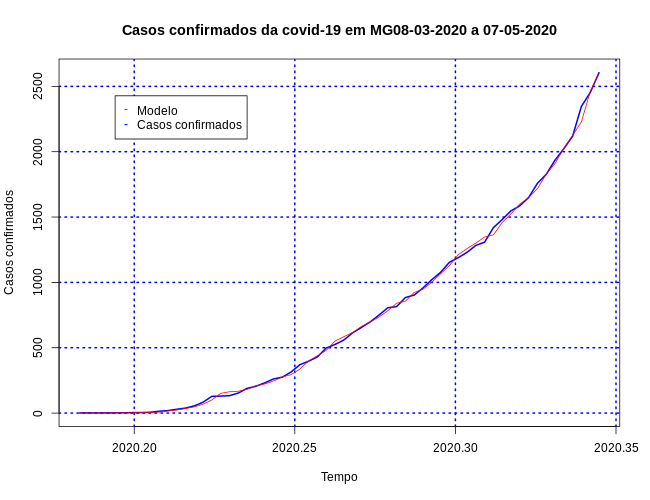 Casos confirmados da covid-19 em MG08-03-2020 a 07-05-2020
Casos confirmados
2500
2000
1500
1000
500
0
Modelo
Casos confirmados
2020.20
2020.25
2020.30
2020.35
Tempo